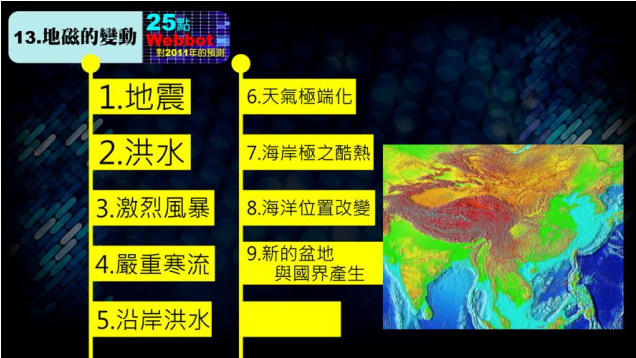 13.地磁的變動
25點
Webbot
對2011年的預測
1.地震
2.洪水
3.激烈風暴
4.嚴重寒流
5.沿岸洪水
6.天氣極端化
7.海岸極之酷熱
8.海洋位置改變
9.新的盆地
與國界產生